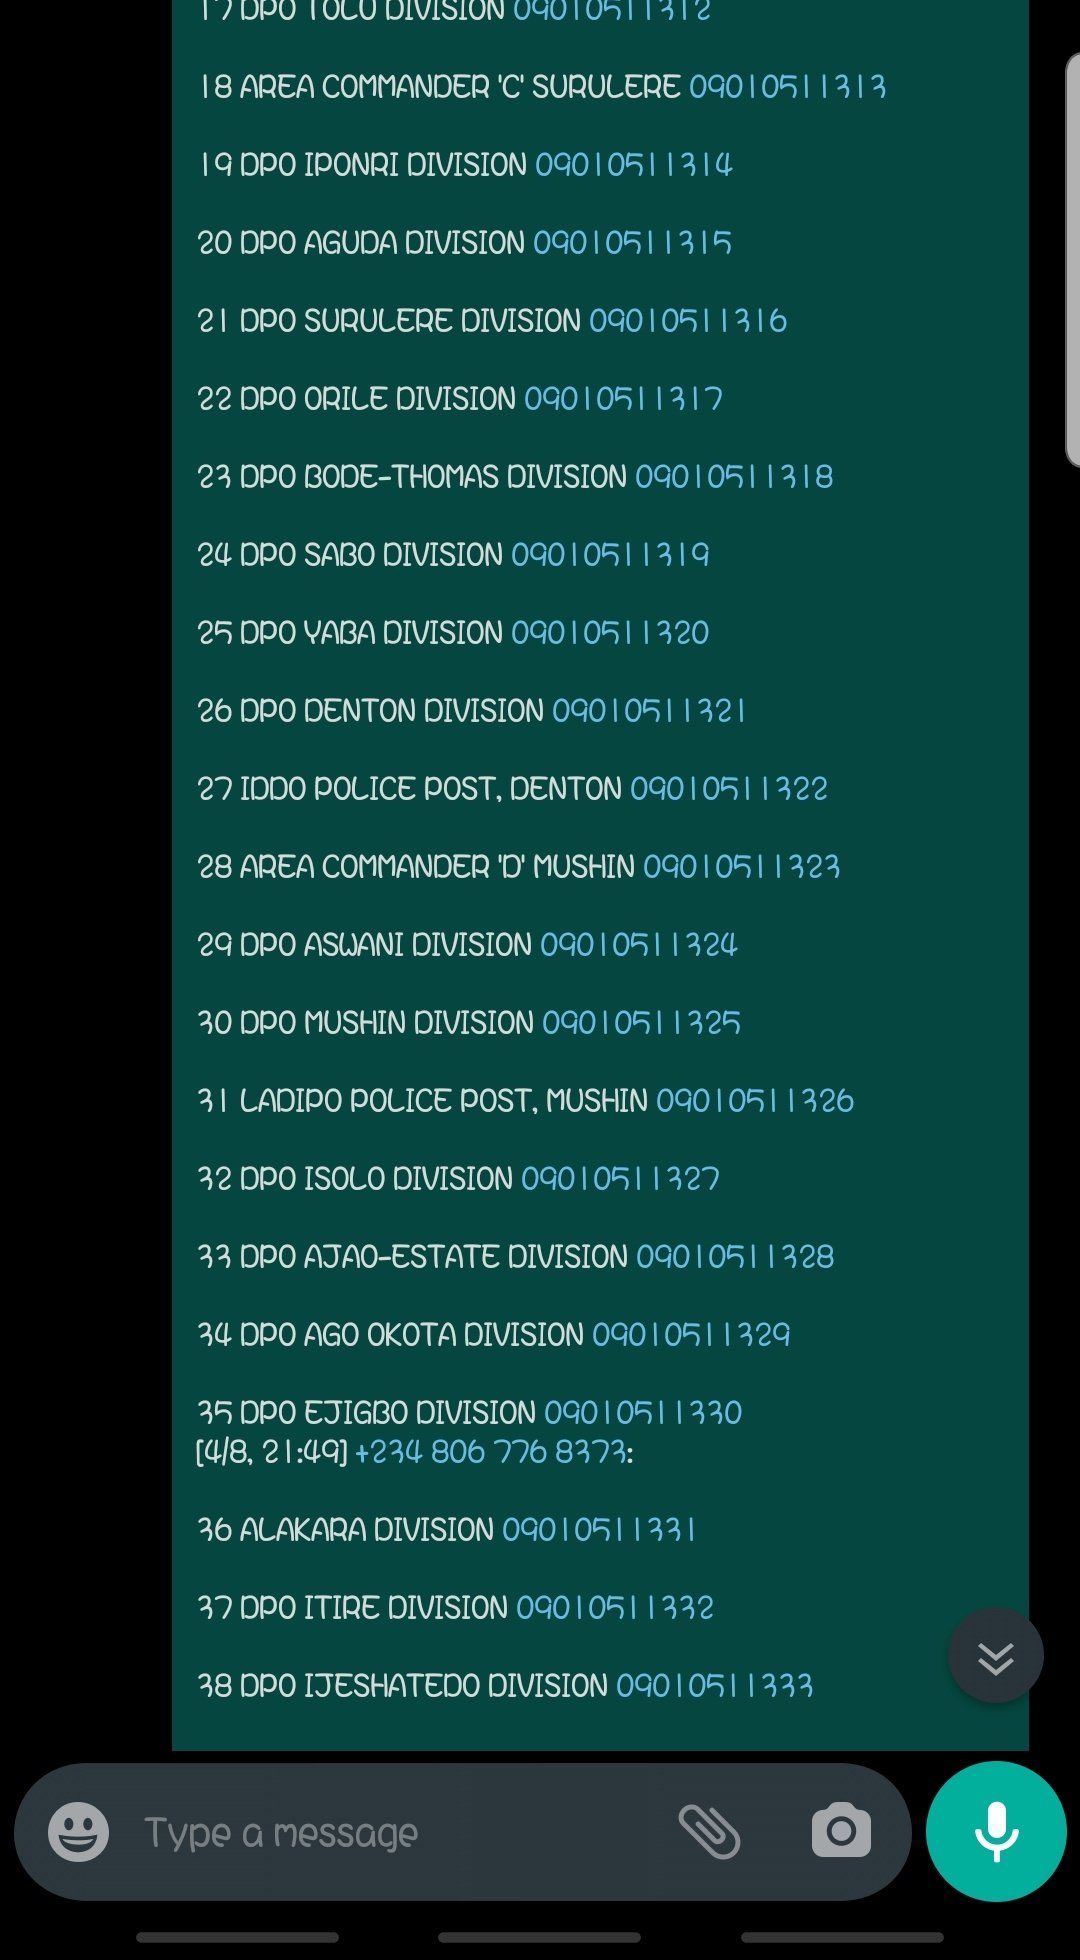 17 DPO TOLO DIVISION 09010511312
18 AREA COMMANDER 'C' SURULERE 09010511313
19 DPO IPONRI DIVISION 09010511314
20 DPO AGUDA DIVISION 09010511315
21 DPO SURULERE DIVISION 09010511316
22 DPO ORILE DIVISION 09010511317
23 DPO BODE-THOMAS DIVISION 09010511318
24 DPO SABO DIVISION 09010511319
25 DPO YABA DIVISION 09010511320
26 DPO DENTON DIVISION 09010511321
27 IDDO POLICE POST, DENTON 09010511322
28 AREA COMMANDER 'D' MUSHIN 09010511323
29 DPO ASWANI DIVISION 09010511324
30 DPO MUSHIN DIVISION 09010511325
31 LADIPO POLICE POST, MUSHIN 09010511326
32 DPO ISOLO DIVISION 09010511327
33 DPO AJAO-ESTATE DIVISION 09010511328
34 DPO AGO OKOTA DIVISION 09010511329
35 DPO EJIGBO DIVISION 09010511330
[4/8, 21:49] +234 806 776 8373:
36 ALAKARA DIVISION 09010511331
37 DPO ITIRE DIVISION 09010511332
38 DPO IJESHATEDO DIVISION 09010511333
Type a message